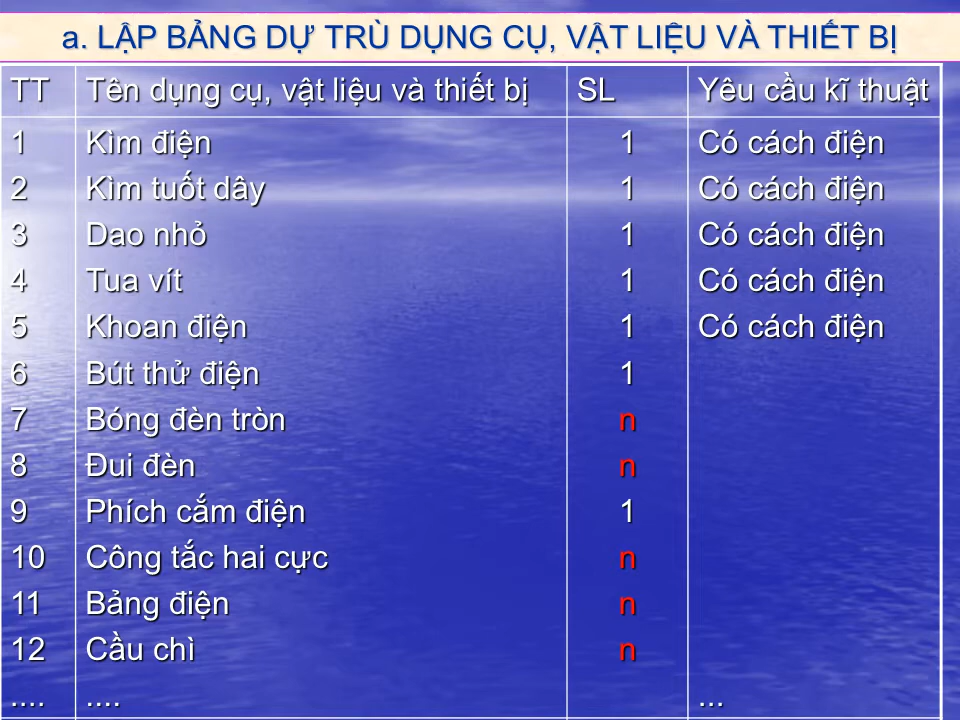 a. LẬP BẢNG DỰ TRÙ DỤNG CỤ, VẬT LIỆU VÀ THIẾT BỊ
TT Tên dụng cụ, vật liệu và thiết bị SL Yêu cầu kĩ thuật
1 Kìm điện 1 Có cách điện
2 Kìm tuốt dây 1 Có cách điện
3 Dao nhỏ 1 Có cách điện
4 Tua vít 1 Có cách điện
5 Khoan điện 1 Có cách điện
6 Bút thử điện 1
7 Bóng đèn tròn n
8 Đui đèn n
9 Phích cắm điện 1
10 Công tắc hai cực n
11 Bảng điện n
12 Cầu chì n
.... .... ...